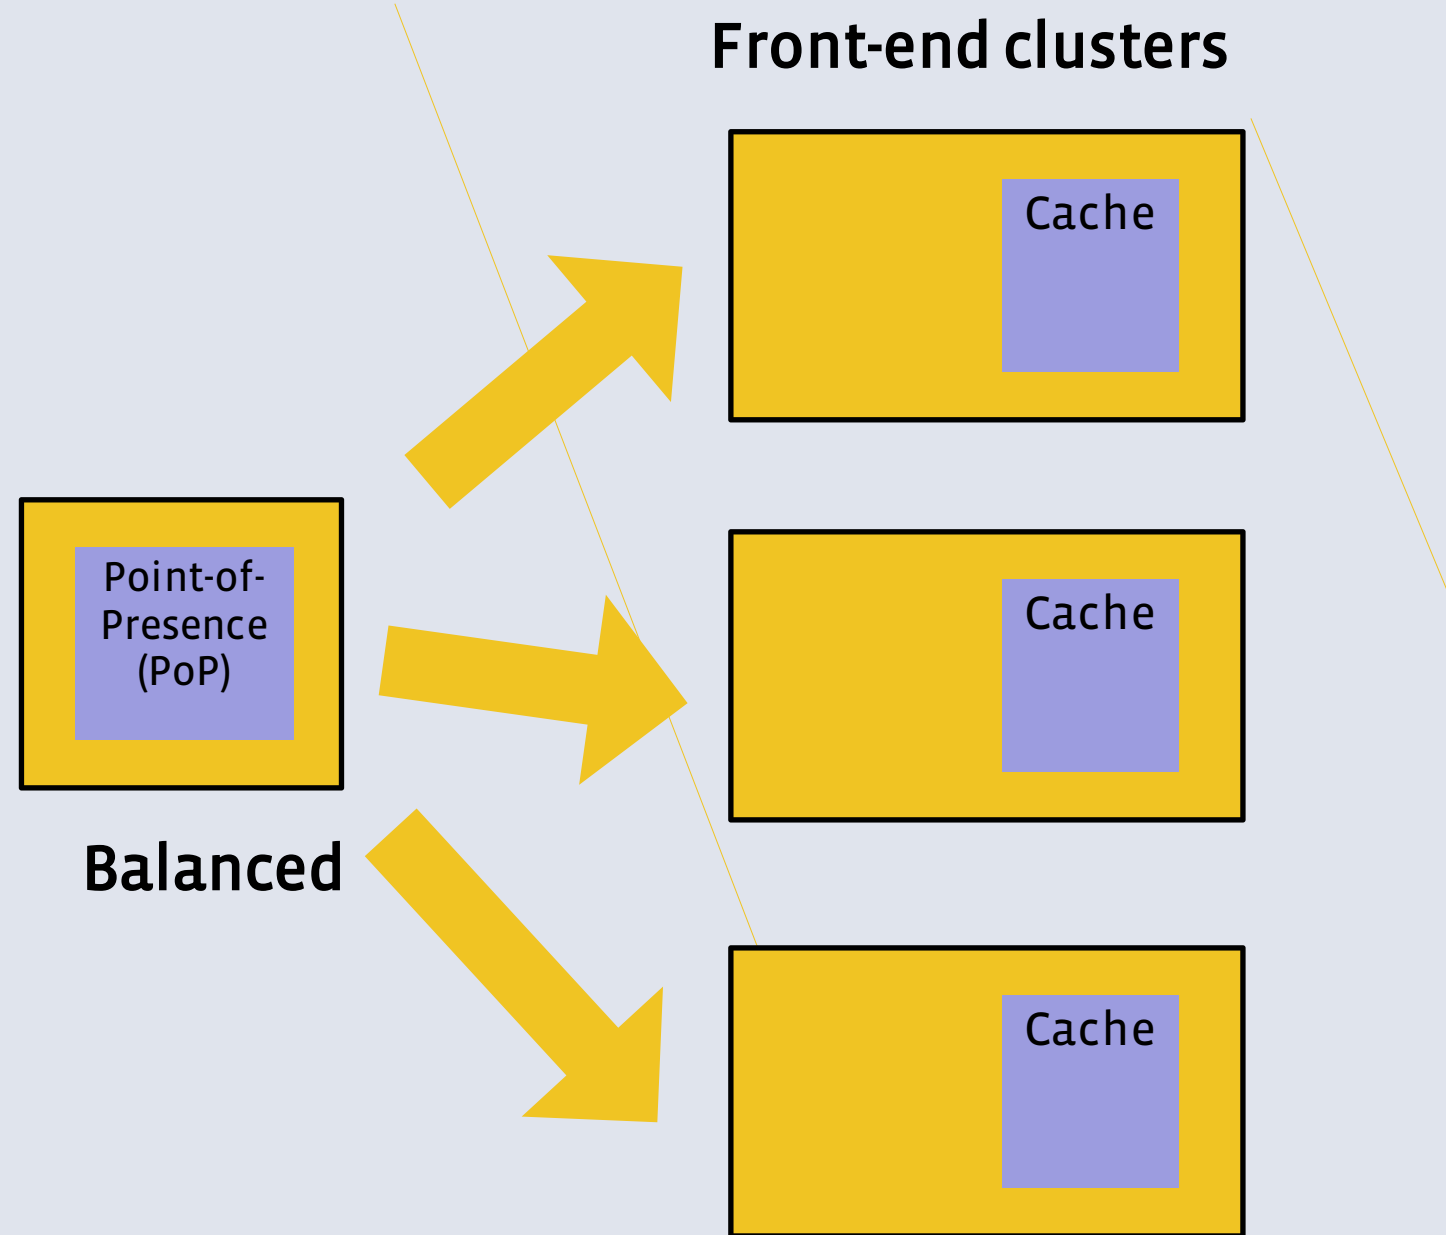 Front-end clusters
Cache
Point-of-
Presence
(PoP)
Cache
Balanced
Cache